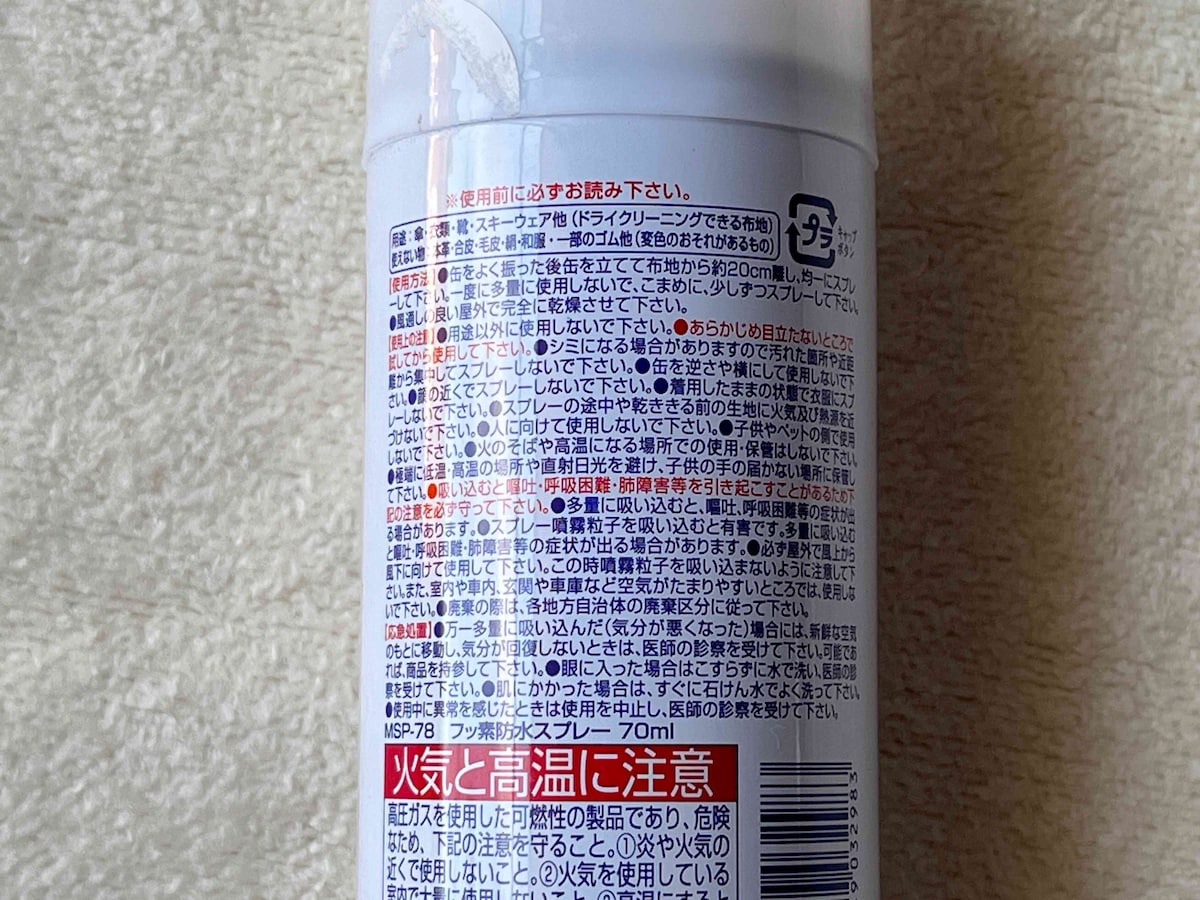 ※使用前に必ずお読み下さい。
用途：傘・衣類・靴・スキーウェア他（ドライクリーニングできる布地）
使えない物：本革・合皮・毛皮・絹・和服・一部のゴム他（変色のおそれがあるもの）
プラ
キャップ
ボタン
【使用方法】●缶をよく振った後缶を立てて布地から約20cm離し、均一にスプレ
ーして下さい。一度に多量に使用しないで、こまめに、少しずつスプレーして下さい。
●風通しの良い屋外で完全に乾燥させて下さい。
【使用上の注意】●用途以外に使用しないで下さい。●あらかじめ目立たないところで
試してから使用して下さい。●シミになる場合がありますので汚れた箇所や近距
離から集中してスプレーしないで下さい。●缶を逆さや横にして使用しないで下
さい。●顔の近くでスプレーしないで下さい。●着用したままの状態で衣服にスプ
レーしないで下さい。●スプレーの途中や乾ききる前の生地に火気及び熱源を近
づけないで下さい。●人に向けて使用しないで下さい。●子供やペットの側で使用
しないで下さい。●火のそばや高温になる場所での使用・保管はしないで下さい。
●極端に低温・高温の場所や直射日光を避け、子供の手の届かない場所に保管し
て下さい。●吸い込むと嘔吐・呼吸困難・肺障害等を引き起こすことがあるため下
記の注意を必ず守って下さい。●多量に吸い込むと、嘔吐、呼吸困難等の症状が出
る場合があります。●スプレー噴霧粒子を吸い込むと有害です。多量に吸い込む
と嘔吐・呼吸困難・肺障害等の症状が出る場合があります。●必ず屋外で風上から
風下に向けて使用して下さい。この時噴霧粒子を吸い込まないように注意して下
さい。また、室内や車内、玄関や車庫など空気がたまりやすいところでは、使用しな
いで下さい。●廃棄の際は、各地方自治体の廃棄区分に従って下さい。
【応急処置】●万一多量に吸い込んだ（気分が悪くなった）場合には、新鮮な空気
のもとに移動し、気分が回復しないときは、医師の診察を受けて下さい。可能であ
れば、商品を持参して下さい。●眼に入った場合はこすらずに水で洗い、医師の診
察を受けて下さい。●肌にかかった場合は、すぐに石けん水でよく洗って下さい。
●使用中に異常を感じたときは使用を中止し、医師の診察を受けて下さい。
MSP-78 フッ素防水スプレー 70ml
火気と高温に注意
高圧ガスを使用した可燃性の製品であり、危険
なため、下記の注意を守ること。①炎や火気の
近くで使用しないこと。②火気を使用している
室内で大量に使用しないこと。③高温にすると
9032983